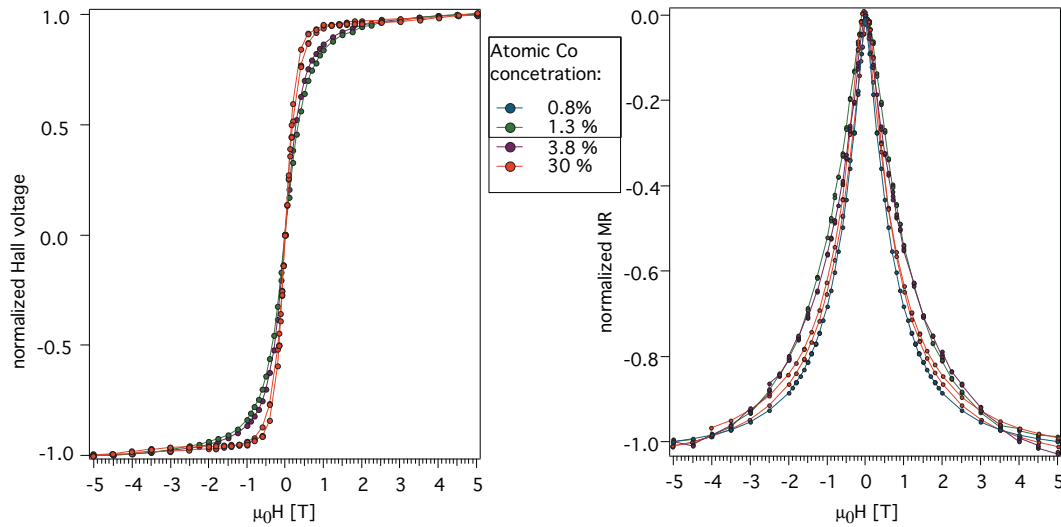 1.0
0.5
0.0
-0.5
-1.0
normalized Hall voltage
-5 -4 -3 -2 -1 0 1 2 3 4 5
μ0H [T]
Atomic Co
concetration:
0.8%
1.3 %
3.8 %
30 %
0.0
-0.2
-0.4
-0.6
-0.8
-1.0
normalized MR
-5 -4 -3 -2 -1 0 1 2 3 4 5
μ0H [T]